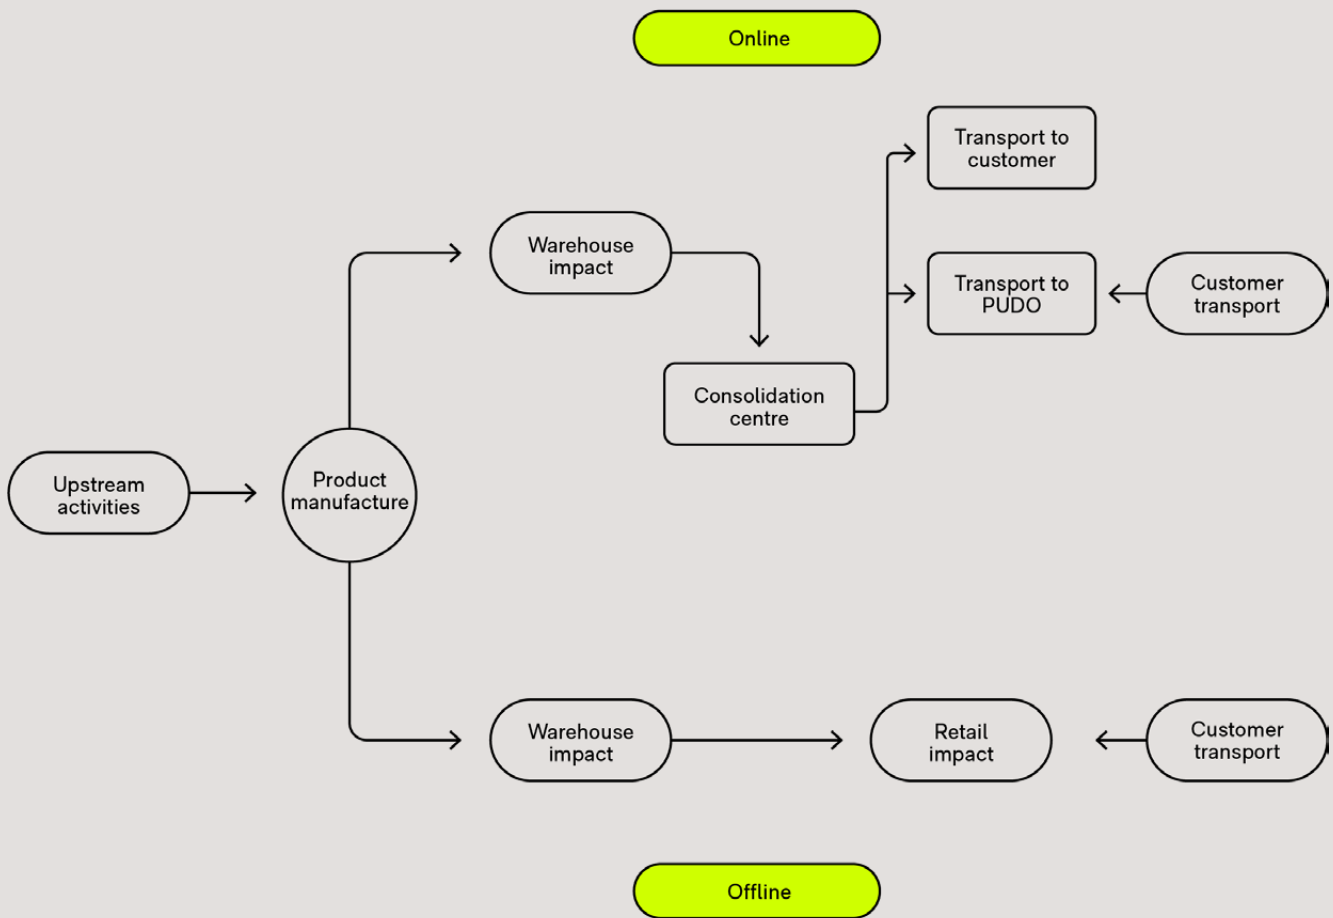 Online
Transport to
customer
Warehouse
impact
Transport to
PUDO
Customer
transport
Consolidation
centre
Upstream
activities
Product
manufacture
Warehouse
impact
Retail
impact
Customer
transport
Offline